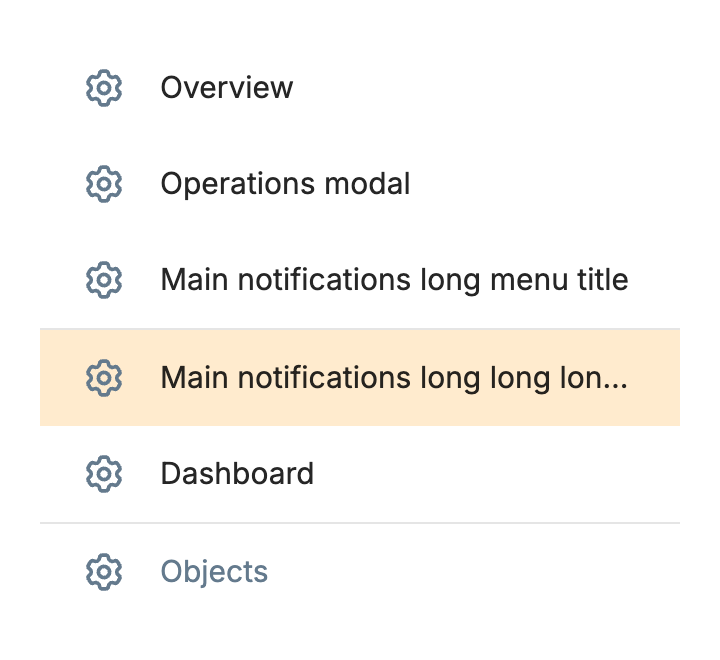 Overview
Operations modal
Main notifications long menu title
Main notifications long long lon...
Dashboard
Objects